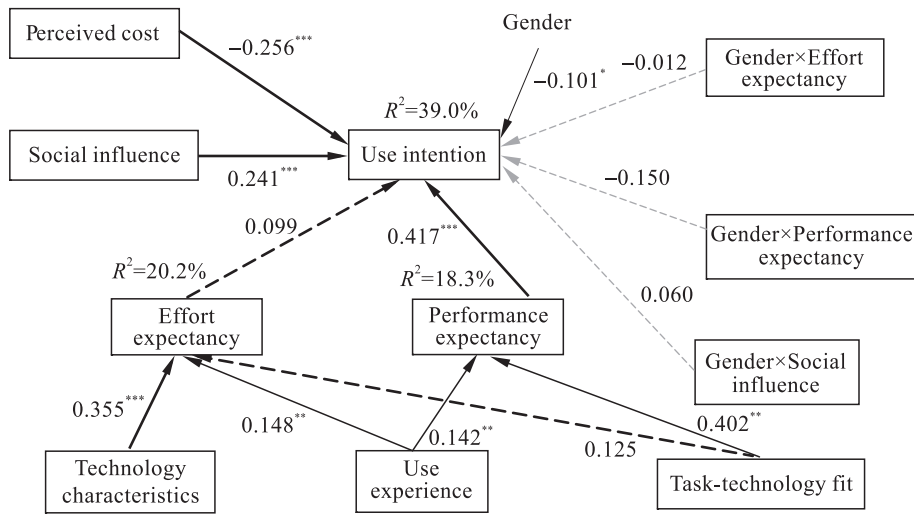 Gender
Perceived cost
−0.256***
−0.101*
−0.012
Gender×Effort
expectancy
R²=39.0%
Social influence
Use intention
0.241***
−0.150
0.099
0.417***
Gender×Performance
expectancy
R²=20.2%
R²=18.3%
0.060
Effort
expectancy
Performance
expectancy
Gender×Social
influence
0.355***
0.148**
0.142**
0.402**
0.125
Technology
characteristics
Use
experience
Task-technology fit